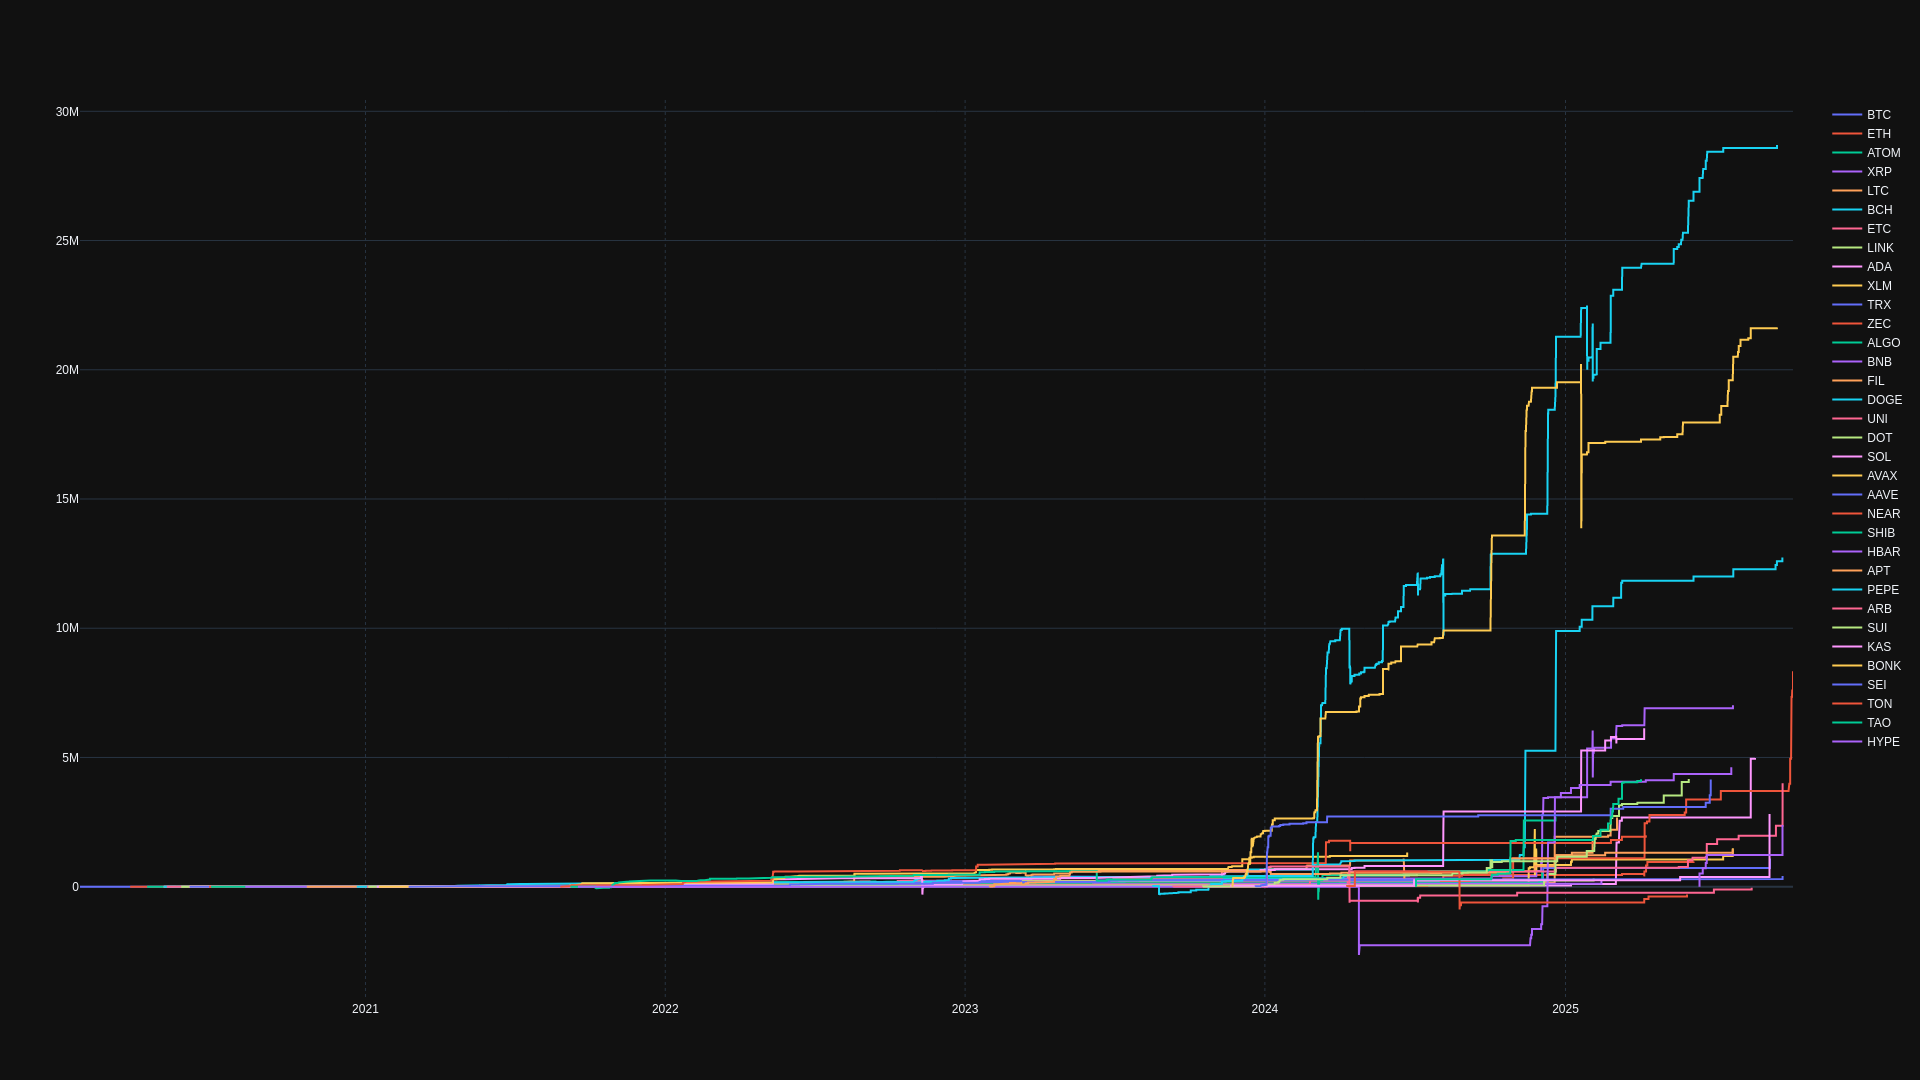 30M
25M
20M
15M
10M
5M
0
2021
2022
2023
2024
2025
BTC
ETH
ATOM
XRP
LTC
BCH
ETC
LINK
ADA
XLM
TRX
ZEC
ALGO
BNB
FIL
DOGE
UNI
DOT
SOL
AVAX
AAVE
NEAR
SHIB
HBAR
APT
PEPE
ARB
SUI
KAS
BONK
SEI
TON
TAO
HYPE